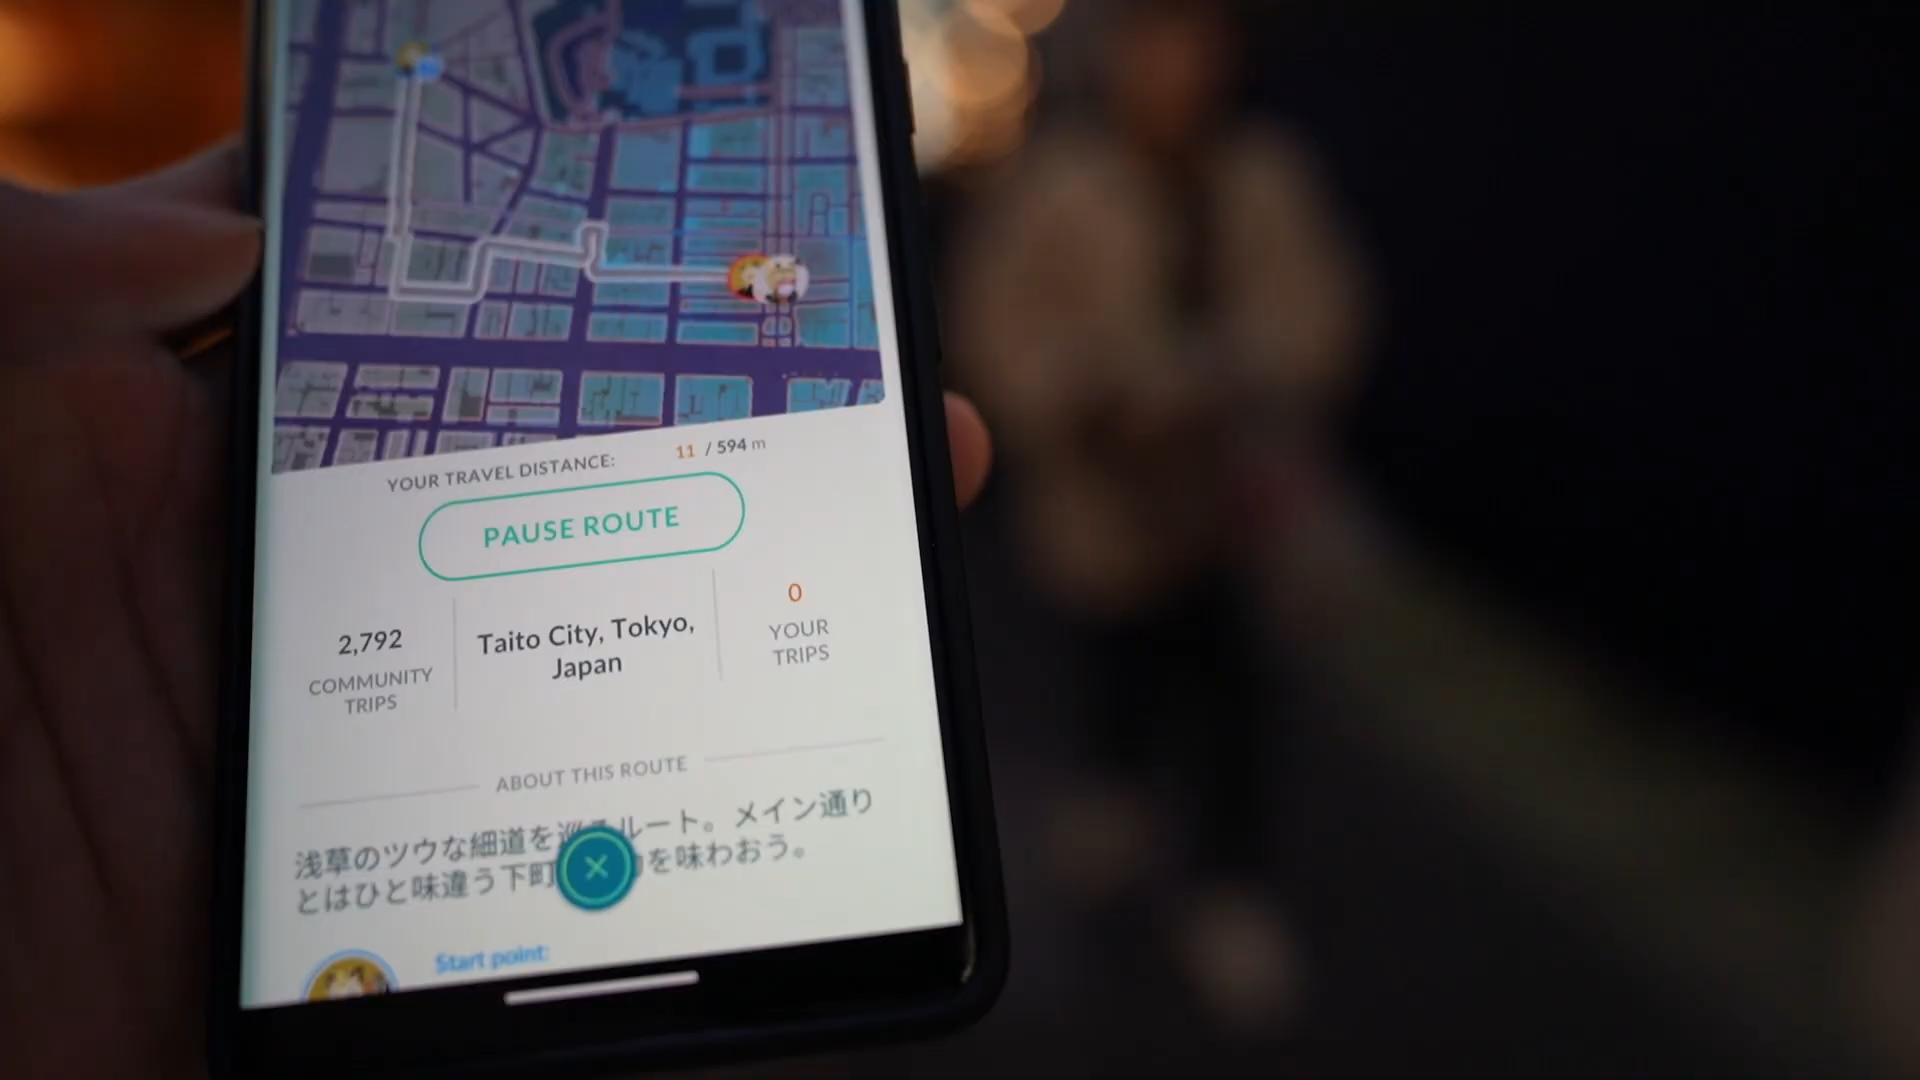 YOUR TRAVEL DISTANCE: 11 / 594 m
PAUSE ROUTE
2,792
COMMUNITY
TRIPS
Taito City, Tokyo,
Japan
0
YOUR
TRIPS
ABOUT THIS ROUTE
浅草のツウな細道を巡るルート。メイン通り
とはひと味違う下町 を味わおう。
Start point: